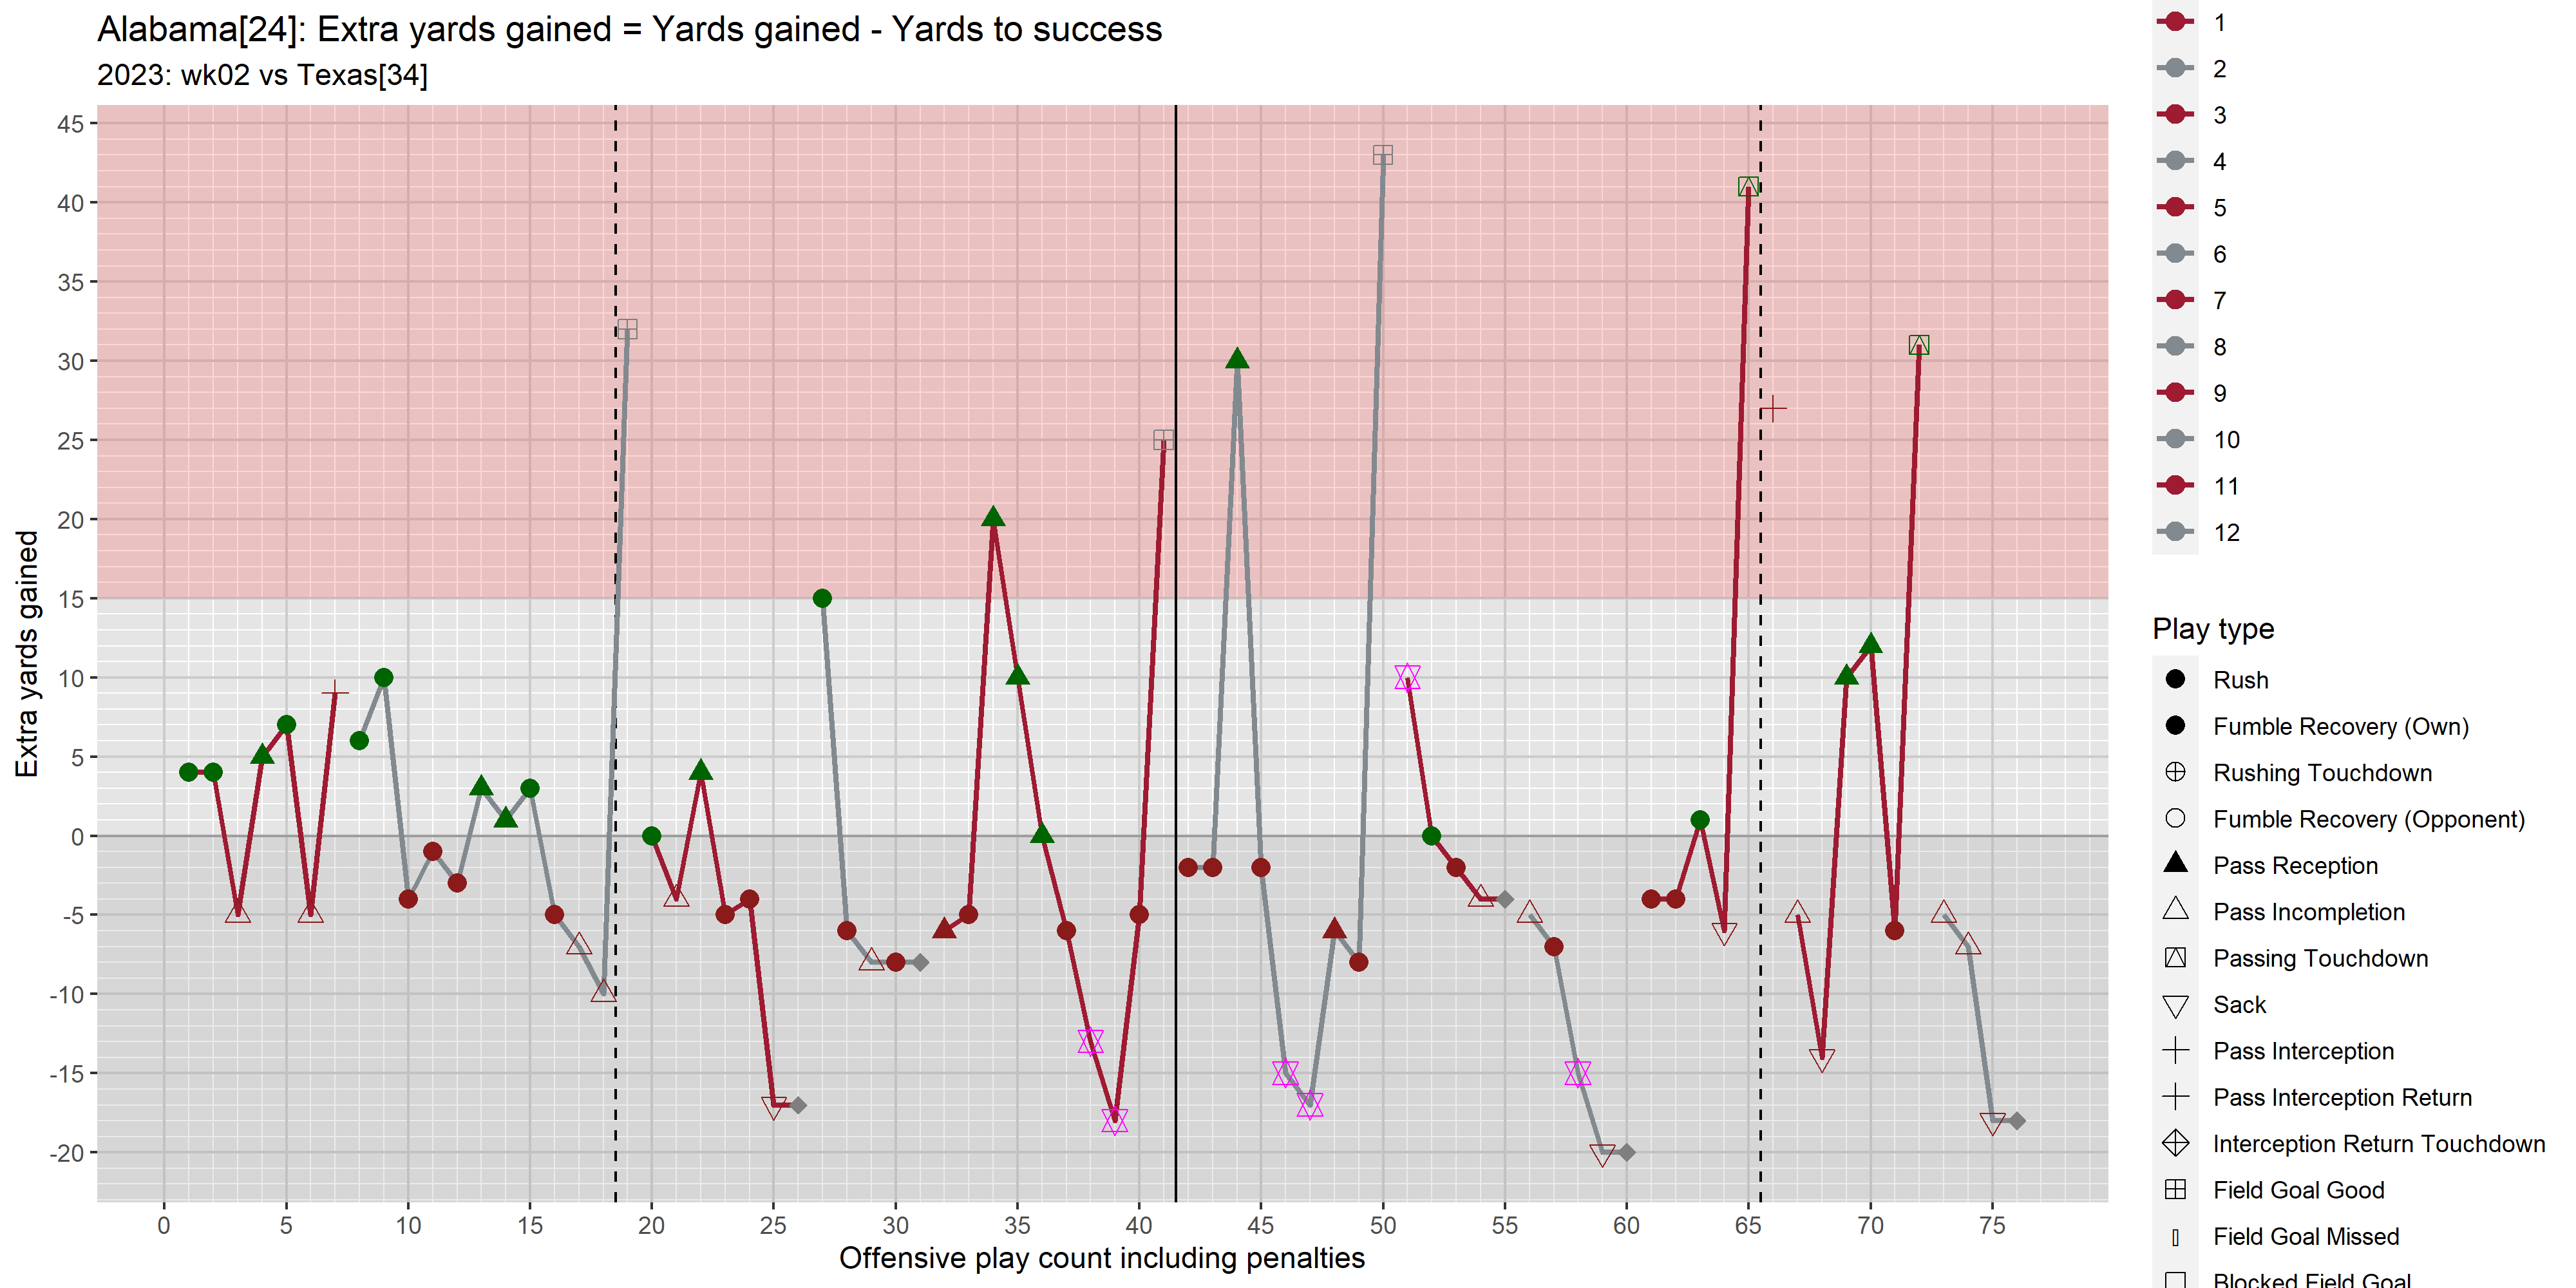 Alabama[24]: Extra yards gained = Yards gained - Yards to success
2023: wk02 vs Texas[34]
Extra yards gained
45
40
35
30
25
20
15
10
5
0
-5
-10
-15
-20
0 5 10 15 20 25 30 35 40 45 50 55 60 65 70 75
Offensive play count including penalties
1
2
3
4
5
6
7
8
9
10
11
12
Play type
Rush
Fumble Recovery (Own)
Rushing Touchdown
Fumble Recovery (Opponent)
Pass Reception
Pass Incompletion
Passing Touchdown
Sack
Pass Interception
Pass Interception Return
Interception Return Touchdown
Field Goal Good
Field Goal Missed
Blocked Field Goal